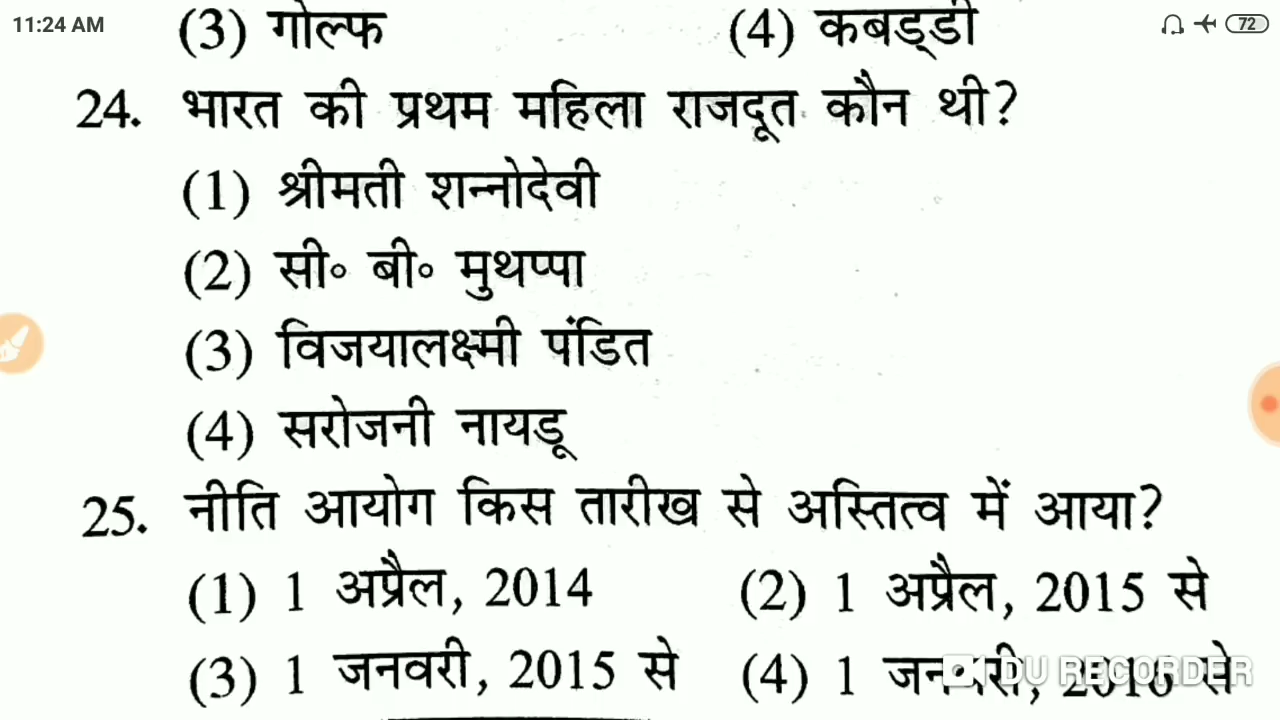 11:24 AM
72
(3) गोल्फ (4) कबड्डी
24. भारत की प्रथम महिला राजदूत कौन थी?
(1) श्रीमती शन्नोदेवी
(2) सी॰ बी॰ मुथप्पा
(3) विजयालक्ष्मी पंडित
(4) सरोजनी नायडू
25. नीति आयोग किस तारीख से अस्तित्व में आया?
(1) 1 अप्रैल, 2014 (2) 1 अप्रैल, 2015 से
(3) 1 जनवरी, 2015 से (4) 1 जनवरी, 2016 से
DU RECORDER